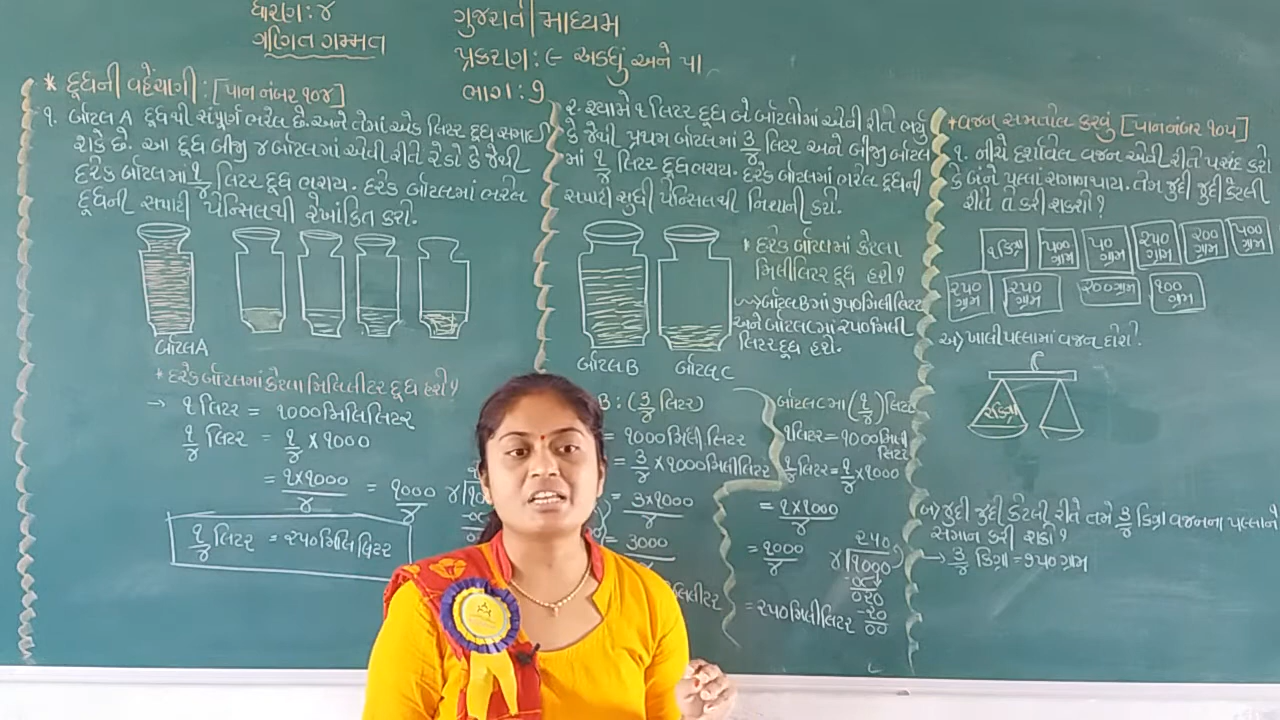 ધોરણ : ૪
ગણિત ગમ્મત
ગુજરાતી માધ્યમ
પ્રકરણ : ૯ અડધું અને પા
ભાગ : ૭
* દૂધની વહેંચણી : [પાન નંબર ૧૦૪]
૧. બૉટલ A દૂધથી સંપૂર્ણ ભરેલ છે. અને તેમાં એક લિટર દૂધ સમાઈ
શકે છે. આ દૂધ બીજી ૪ બૉટલમાં એવી રીતે રેડો કે જેથી
દરેક બૉટલમાં ૧/૪ લિટર દૂધ ભરાય. દરેક બૉટલમાં ભરેલ
દૂધની સપાટી પેન્સિલથી રેખાંકિત કરો.
બૉટલ A
* દરેક બૉટલમાં કેટલા મિલિલીટર દૂધ હશે?
→ ૧ લિટર = ૧૦૦૦ મિલિલિટર
૧/૪ લિટર = ૧/૪ × ૧૦૦૦
= ૧×૧૦૦૦/૪ = ૧૦૦૦/૪
૧/૪ લિટર = ૨૫૦ મિલિલિટર
૨. શ્યામે ૧ લિટર દૂધ બે બૉટલોમાં એવી રીતે ભર્યું
કે જેથી પ્રથમ બૉટલમાં ૩/૪ લિટર અને બીજી બૉટલ
માં ૧/૪ લિટર દૂધ ભરાય. દરેક બૉટલમાં ભરેલ દૂધની
સપાટી સુધી પેન્સિલથી નિશાની કરો.
* દરેક બૉટલમાં કેટલા
મિલીલિટર દૂધ હશે?
→ બૉટલ B માં ૭૫૦ મિલીલિટર
અને બૉટલ C માં ૨૫૦ મિલી
લિટર દૂધ હશે.
બૉટલ B
બૉટલ C
B : (૩/૪ લિટર)
= ૧૦૦૦ મિલી લિટર
= ૩/૪ × ૧૦૦૦ મિલીલિટર
= ૩×૧૦૦૦/૪
= ૩૦૦૦
બૉટલ C મા (૧/૪) લિટર
૧ લિટર = ૧૦૦૦ મિલી
લિટર
૧/૪ લિટર = ૧/૪ × ૧૦૦૦
= ૧×૧૦૦૦/૪
= ૧૦૦૦/૪
૨૫૦
૪ ૧૦૦૦
૦૨૦
-૨૦
૦૦
= ૨૫૦ મિલીલિટર
* વજન સમતોલ કરવું [પાન નંબર ૧૦૫]
૧. નીચે દર્શાવેલ વજન એવી રીતે પસંદ કરો
કે બંને પલ્લાં સમાન થાય. તેમ જુદી જુદી કેટલી
રીતે તે કરી શકશો?
૧ કિગ્રા ૫૦૦ ગ્રામ ૫૦ ગ્રામ ૨૫૦ ગ્રામ ૨૦૦ ગ્રામ ૫૦૦ ગ્રામ
૨૫૦ ગ્રામ ૨૫૦ ગ્રામ ૨૦૦ ગ્રામ ૧૦૦ ગ્રામ
અ) ખાલી પલ્લામાં વજન દોરો.
બ) જુદી જુદી કેટલી રીતે તમે ૩/૪ કિગ્રા વજનના પલ્લાને
સમાન કરી શકો?
→ ૩/૪ કિગ્રા = ૭૫૦ ગ્રામ